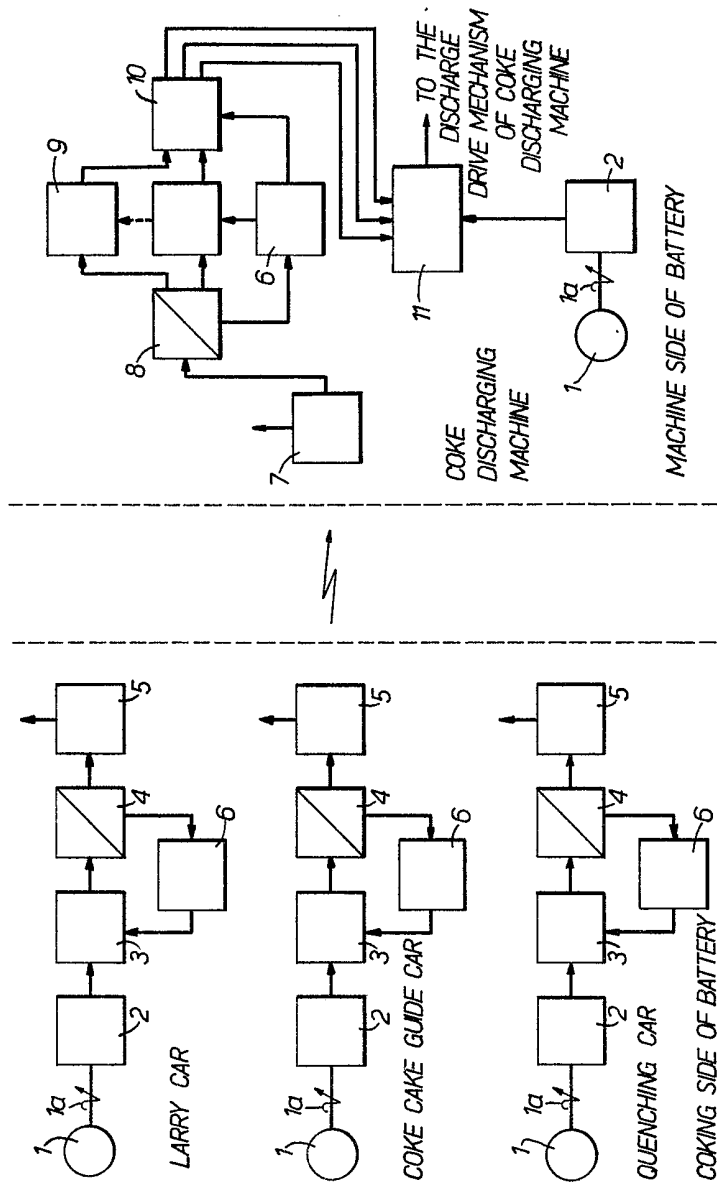 1
1a
2
3
4
5
6
LARRY CAR
1
1a
2
3
4
5
6
COKE CAKE GUIDE CAR
1
1a
2
3
4
5
6
QUENCHING CAR
COKING SIDE OF BATTERY
7
8
9
6
10
11
TO THE
DISCHARGE
DRIVE MECHANISM
OF COKE
DISCHARGING
MACHINE
COKE
DISCHARGING
MACHINE
1
1a
2
MACHINE SIDE OF BATTERY